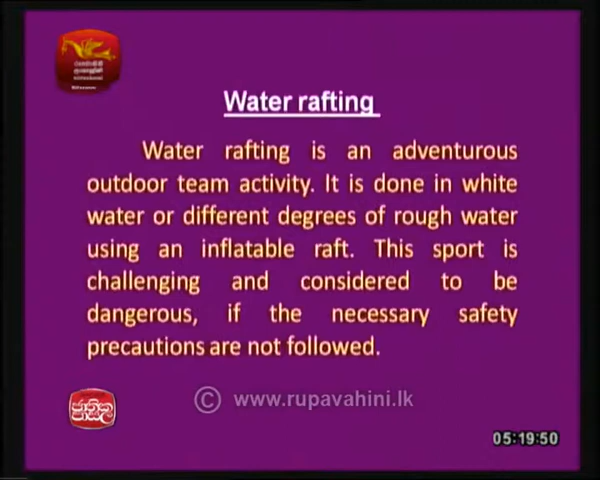 Water rafting
Water rafting is an adventurous
outdoor team activity. It is done in white
water or different degrees of rough water
using an inflatable raft. This sport is
challenging and considered to be
dangerous, if the necessary safety
precautions are not followed.
ජාතික
පාසල
© www.rupavahini.lk
05:19:50